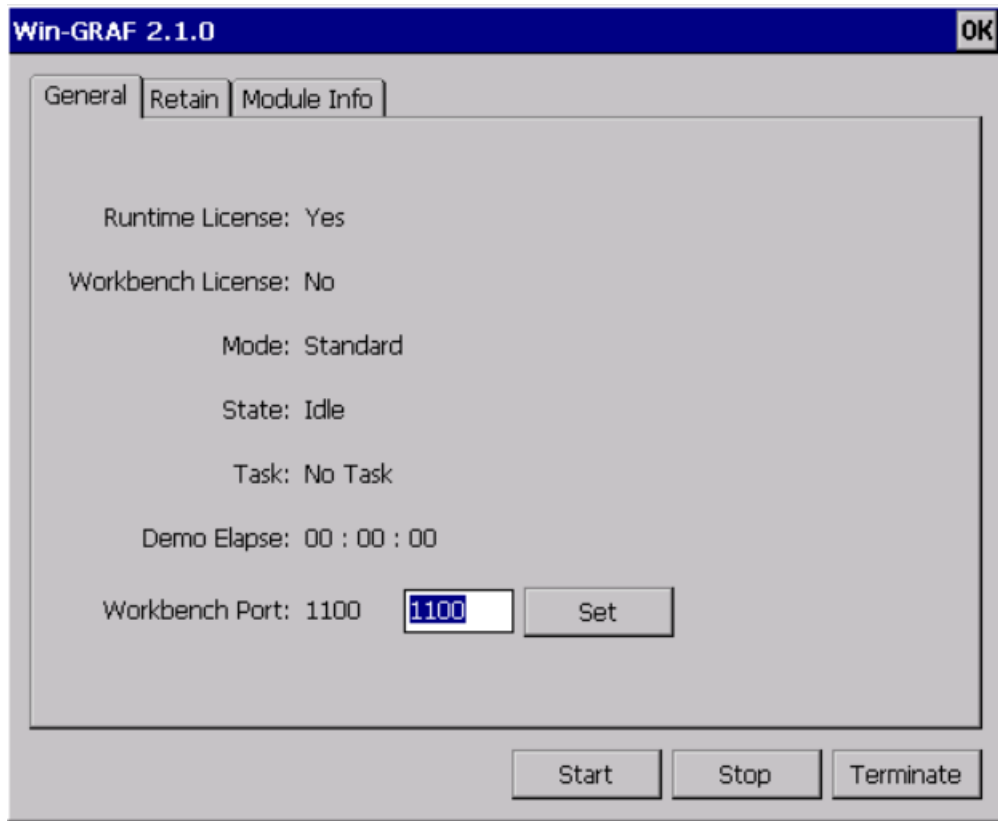 Win-GRAF 2.1.0 OK
General Retain Module Info
Runtime License: Yes
Workbench License: No
Mode: Standard
State: Idle
Task: No Task
Demo Elapse: 00 : 00 : 00
Workbench Port: 1100 1100 Set
Start Stop Terminate